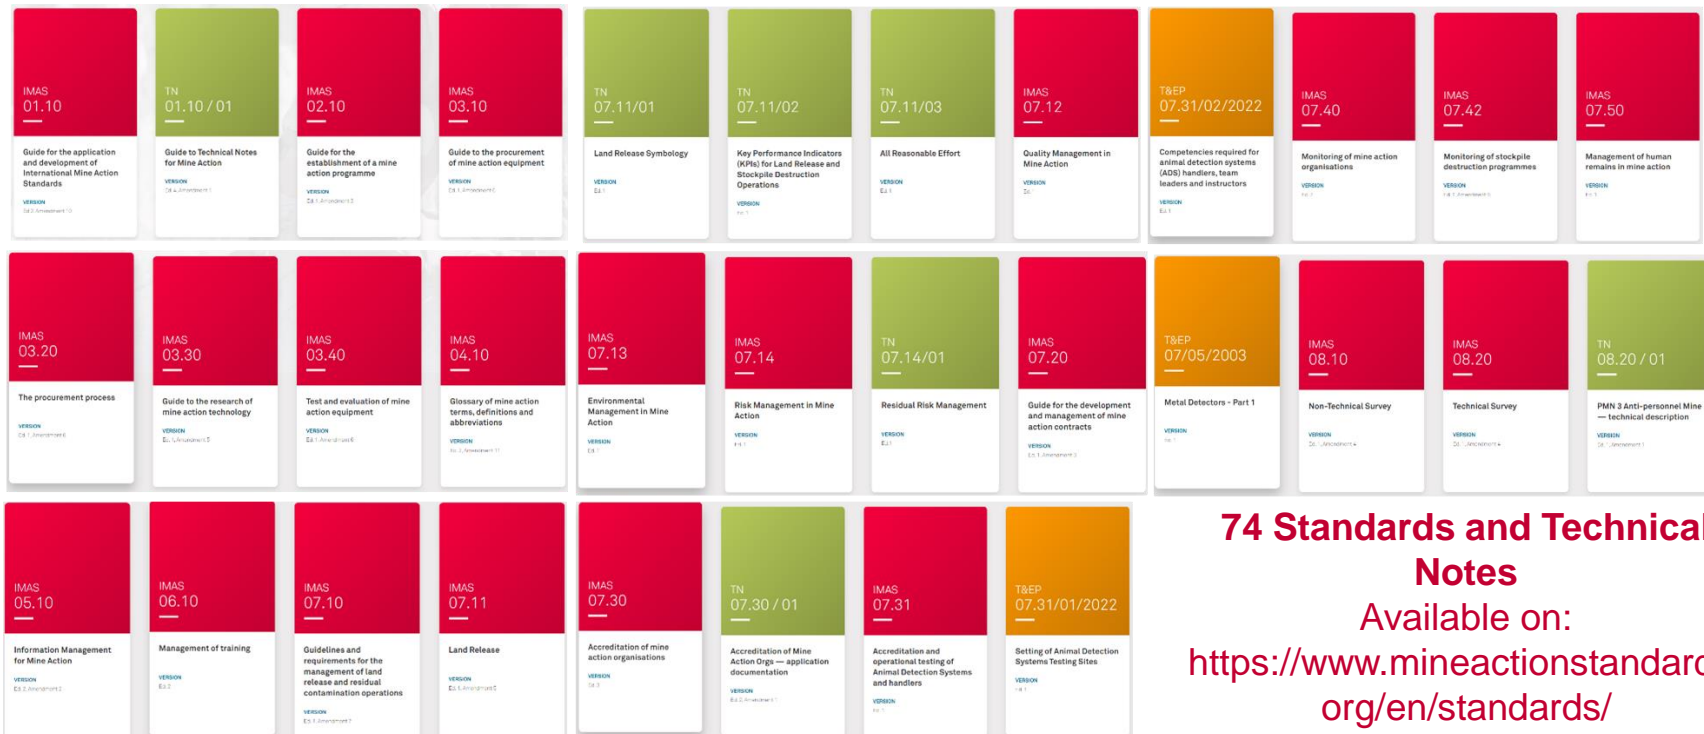 IMAS
01.10
Guide for the application
and development of
International Mine Action
Standards
VERSION
TN
01.10 / 01
Guide to Technical Notes
for Mine Action
VERSION
IMAS
02.10
Guide for the
establishment of a mine
action programme
VERSION
IMAS
03.10
Guide to the procurement
of mine action equipment
VERSION
TN
07.11/01
Land Release Symbology
VERSION
Ed.1
TN
07.11/02
Key Performance Indicators
(KPIs) for Land Release and
Stockpile Destruction
Operations
VERSION
TN
07.11/03
All Reasonable Effort
VERSION
Ed.1
IMAS
07.12
Quality Management in
Mine Action
VERSION
T&EP
07.31/02/2022
Competencies required for
animal detection systems
(ADS) handlers, team
leaders and instructors
VERSION
Ed.1
IMAS
07.40
Monitoring of mine action
organisations
VERSION
IMAS
07.42
Monitoring of stockpile
destruction programmes
VERSION
IMAS
07.50
Management of human
remains in mine action
VERSION
IMAS
03.20
The procurement process
VERSION
IMAS
03.30
Guide to the research of
mine action technology
VERSION
IMAS
03.40
Test and evaluation of mine
action equipment
VERSION
IMAS
04.10
Glossary of mine action
terms, definitions and
abbreviations
VERSION
IMAS
07.13
Environmental
Management in Mine
Action
VERSION
IMAS
07.14
Risk Management in Mine
Action
VERSION
TN
07.14/01
Residual Risk Management
VERSION
Ed.1
IMAS
07.20
Guide for the development
and management of mine
action contracts
VERSION
T&EP
07/05/2003
Metal Detectors - Part 1
VERSION
IMAS
08.10
Non-Technical Survey
VERSION
IMAS
08.20
Technical Survey
VERSION
TN
08.20 / 01
PMN 3 Anti-personnel Mine
— technical description
VERSION
IMAS
05.10
Information Management
for Mine Action
VERSION
IMAS
06.10
Management of training
VERSION
Ed.2
IMAS
07.10
Guidelines and
requirements for the
management of land
release and residual
contamination operations
VERSION
IMAS
07.11
Land Release
VERSION
IMAS
07.30
Accreditation of mine
action organisations
VERSION
TN
07.30 / 01
Accreditation of Mine
Action Orgs — application
documentation
VERSION
IMAS
07.31
Accreditation and
operational testing of
Animal Detection Systems
and handlers
VERSION
T&EP
07.31/01/2022
Setting of Animal Detection
Systems Testing Sites
VERSION
74 Standards and Technical
Notes
Available on:
https://www.mineactionstandard
org/en/standards/